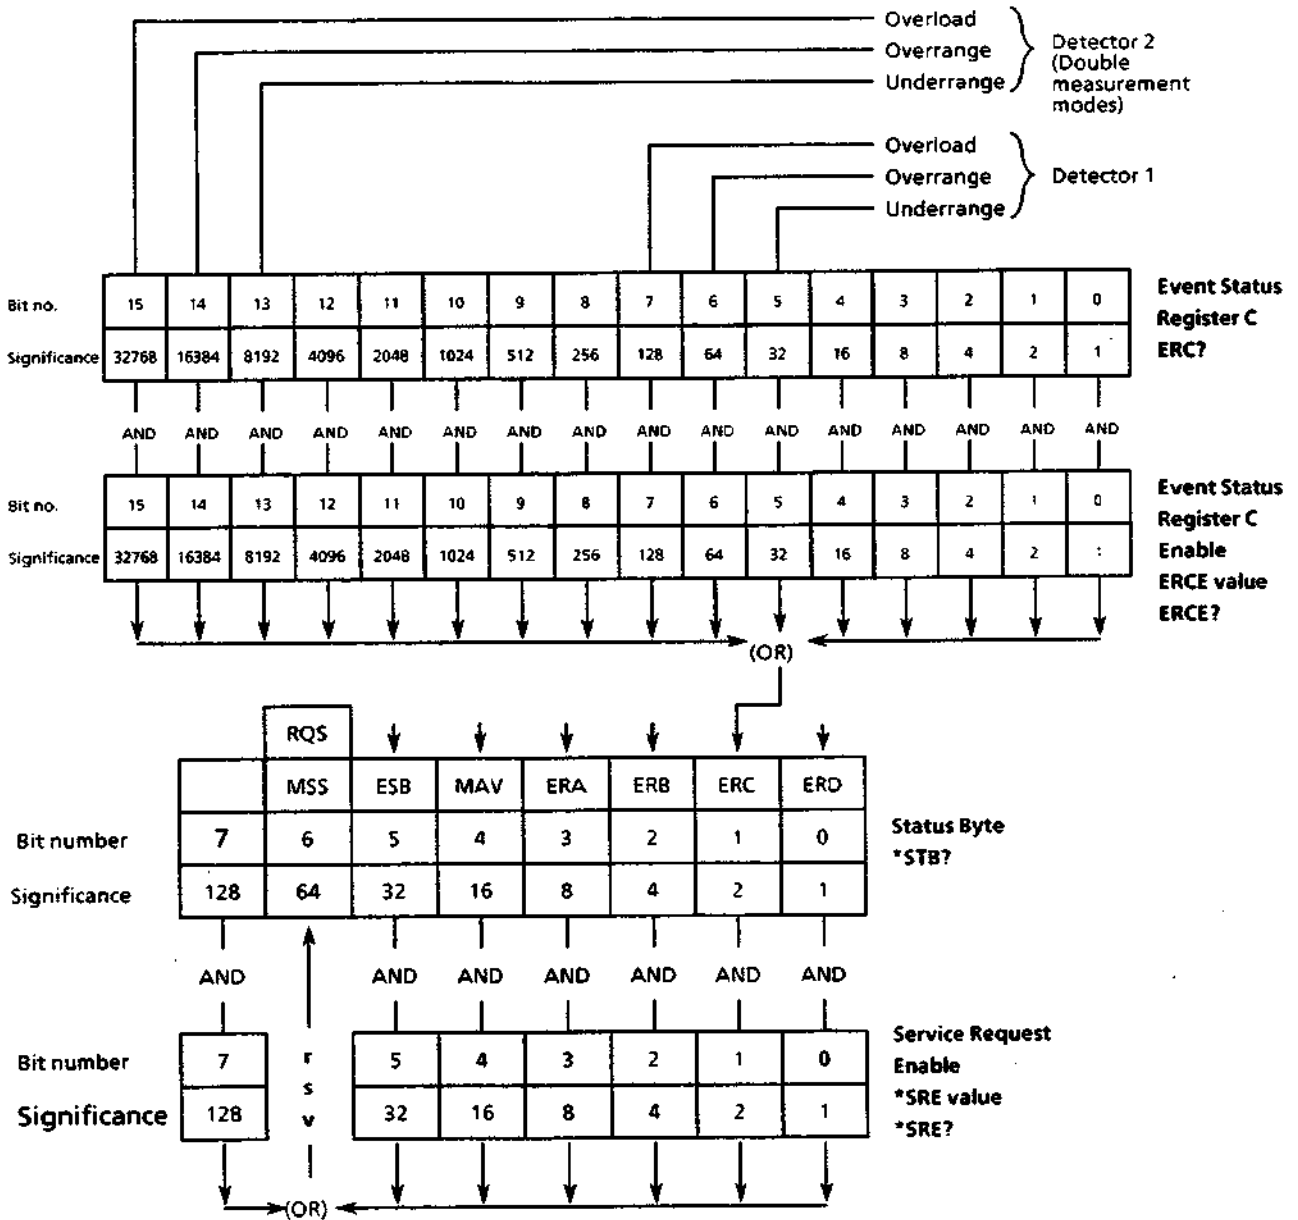 Overload
Overrange
Underrange
Detector 2
(Double
measurement
modes)
Overload
Overrange
Underrange
Detector 1
Bit no. 15 14 13 12 11 10 9 8 7 6 5 4 3 2 1 0
Significance 32768 16384 8192 4096 2048 1024 512 256 128 64 32 16 8 4 2 1
Event Status
Register C
ERC?
AND AND AND AND AND AND AND AND AND AND AND AND AND AND AND AND
Bit no. 15 14 13 12 11 10 9 8 7 6 5 4 3 2 1 0
Significance 32768 16384 8192 4096 2048 1024 512 256 128 64 32 16 8 4 2 1
Event Status
Register C
Enable
ERCE value
ERCE?
(OR)
RQS
MSS ESB MAV ERA ERB ERC ERD
Bit number 7 6 5 4 3 2 1 0
Significance 128 64 32 16 8 4 2 1
Status Byte
*STB?
AND AND AND AND AND AND AND
Bit number 7 5 4 3 2 1 0
Significance 128 32 16 8 4 2 1
r
s
v
Service Request
Enable
*SRE value
*SRE?
(OR)